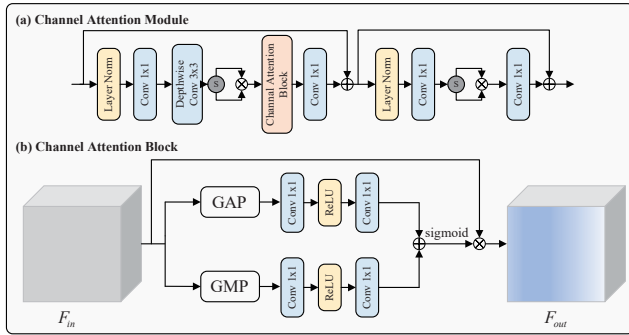 (a) Channel Attention Module
Layer Norm
Conv 1x1
Depthwise
Conv 3x3
S
Channal Attention
Block
Conv 1x1
Layer Norm
Conv 1x1
S
Conv 1x1
(b) Channel Attention Block
GAP
Conv 1x1
ReLU
Conv 1x1
sigmoid
GMP
Conv 1x1
ReLU
Conv 1x1
F_in
F_out